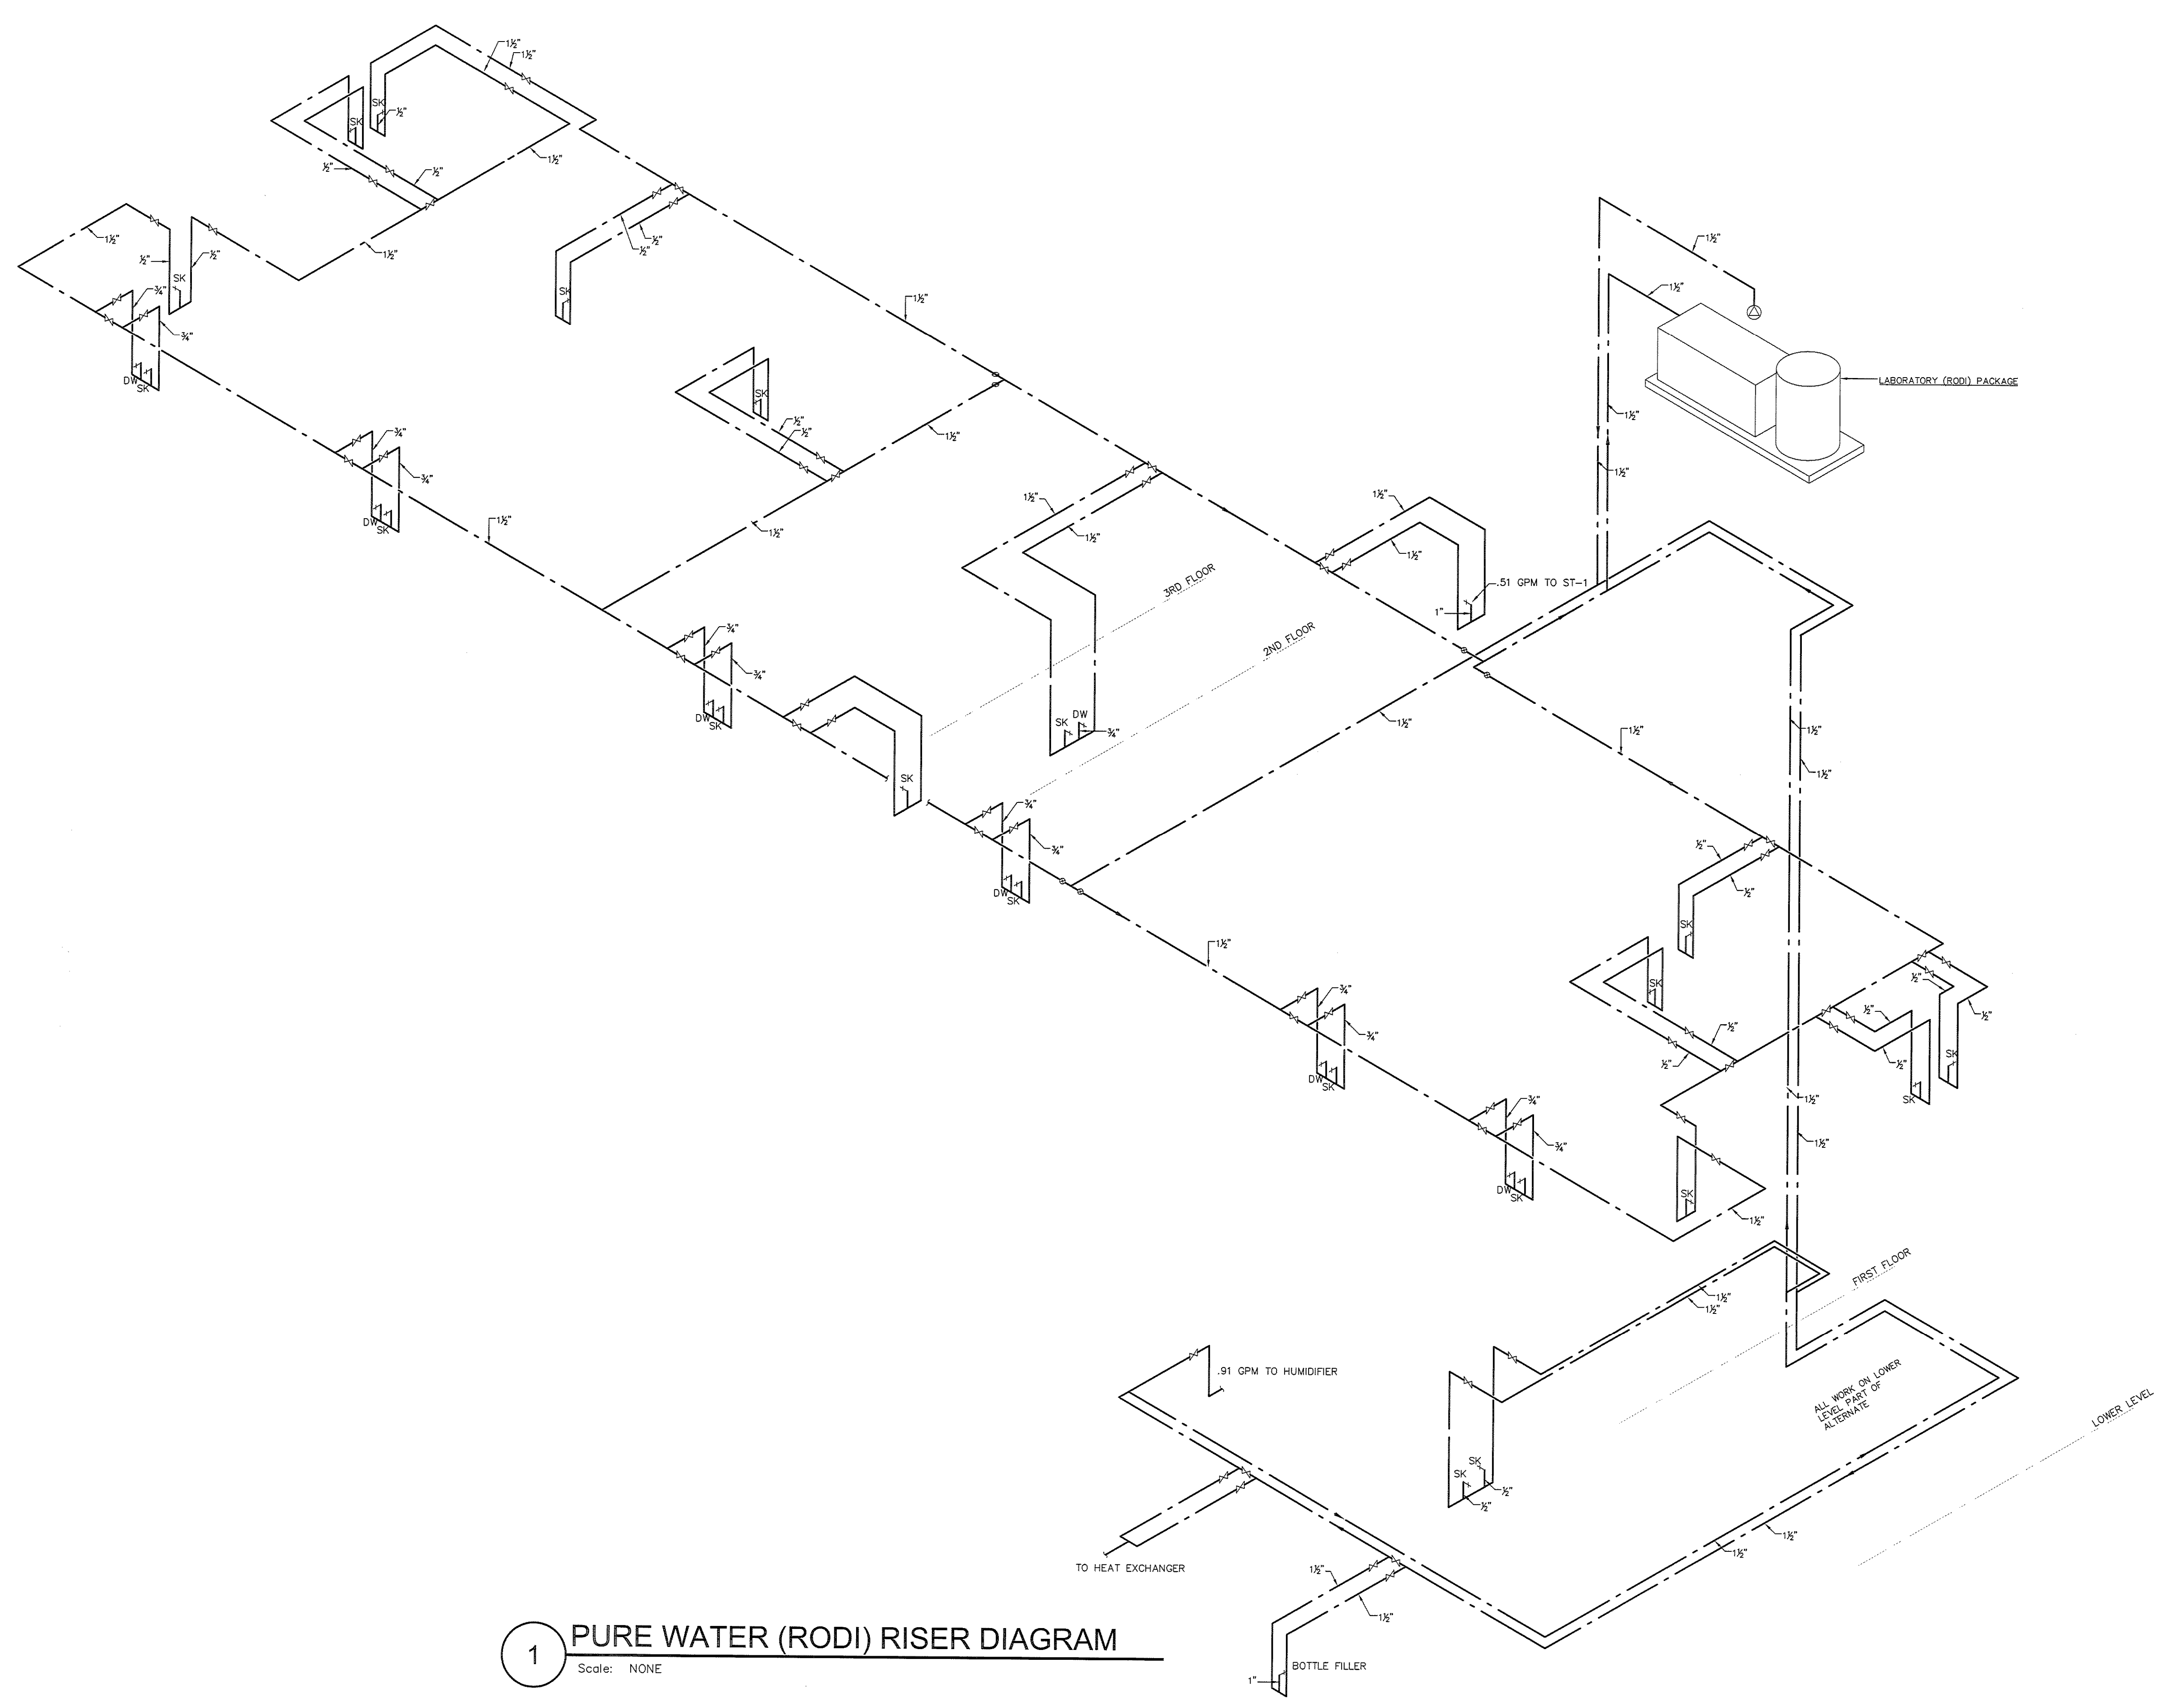 1½"
1½"
SK
½"
SK
1½"
½"
½"
1½"
½"
½"
1½"
½"
½"
SK
¾"
¾"
DW
SK
SK
1½"
1½"
1½"
1½"
1½"
LABORATORY (RODI) PACKAGE
SK
½"
½"
1½"
¾"
¾"
DW
SK
1½"
1½"
1½"
1½"
1½"
1½"
.51 GPM TO ST-1
1"
3RD FLOOR
2ND FLOOR
¾"
¾"
DW
SK
SK
DW
¾"
1½"
1½"
1½"
1½"
SK
¾"
¾"
DW
SK
½"
½"
SK
1½"
¾"
¾"
DW
SK
SK
½"
½"
½"
½"
½"
½"
SK
SK
1½"
1½"
¾"
¾"
DW
SK
SK
1½"
FIRST FLOOR
1½"
1½"
.91 GPM TO HUMIDIFIER
ALL WORK ON LOWER
LEVEL PART OF
ALTERNATE
LOWER LEVEL
SK
SK
½"
½"
1½"
1½"
TO HEAT EXCHANGER
1½"
1½"
1"
BOTTLE FILLER
1
PURE WATER (RODI) RISER DIAGRAM
Scale: NONE